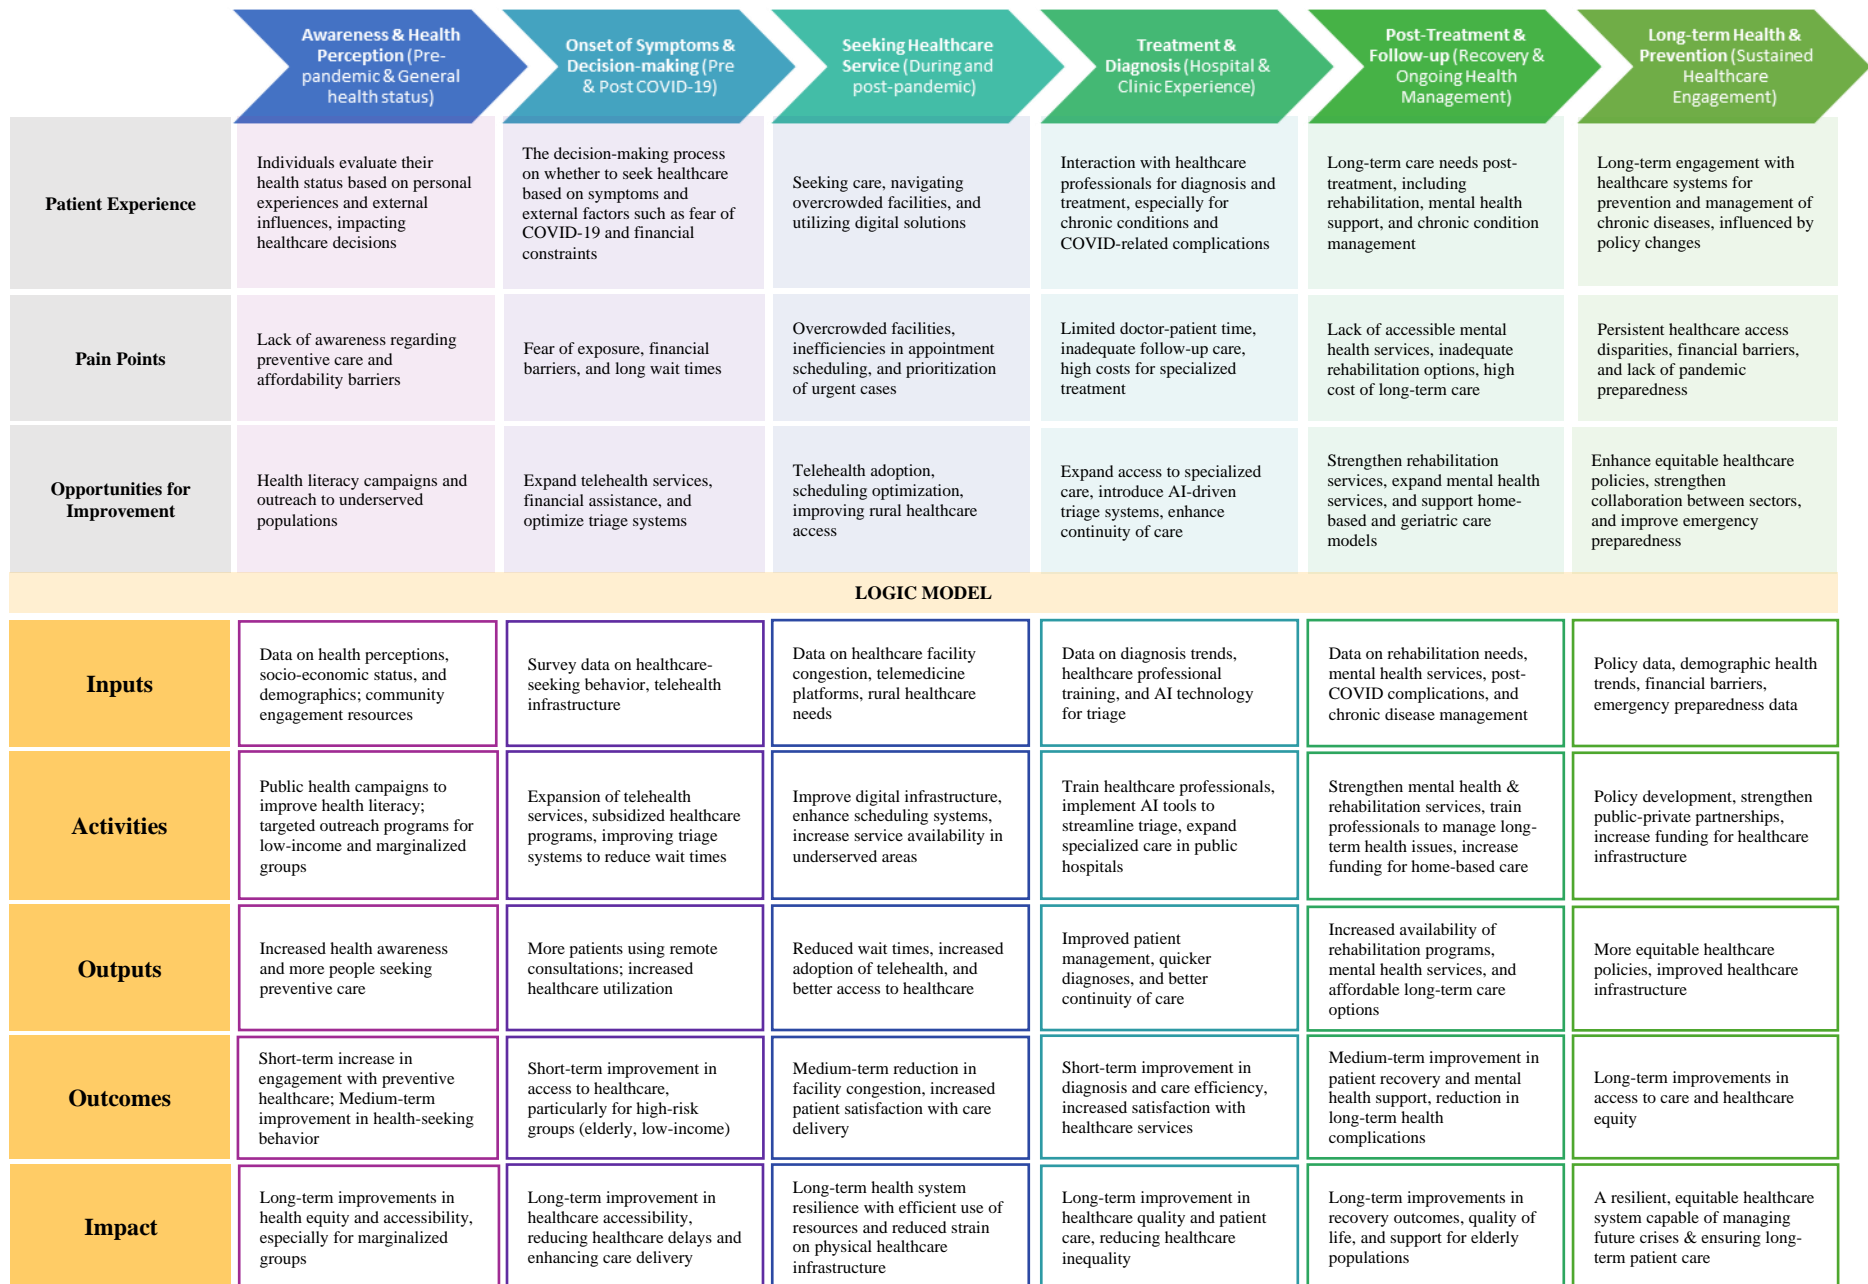 Awareness & Health
Perception (Pre-
pandemic & General
health status)
Onset of Symptoms &
Decision-making (Pre
& Post COVID-19)
Seeking Healthcare
Service (During and
post-pandemic)
Treatment &
Diagnosis (Hospital &
Clinic Experience)
Post-Treatment &
Follow-up (Recovery &
Ongoing Health
Management)
Long-term Health &
Prevention (Sustained
Healthcare
Engagement)
Patient Experience
Individuals evaluate their
health status based on personal
experiences and external
influences, impacting
healthcare decisions
The decision-making process
on whether to seek healthcare
based on symptoms and
external factors such as fear of
COVID-19 and financial
constraints
Seeking care, navigating
overcrowded facilities, and
utilizing digital solutions
Interaction with healthcare
professionals for diagnosis and
treatment, especially for
chronic conditions and
COVID-related complications
Long-term care needs post-
treatment, including
rehabilitation, mental health
support, and chronic condition
management
Long-term engagement with
healthcare systems for
prevention and management of
chronic diseases, influenced by
policy changes
Pain Points
Lack of awareness regarding
preventive care and
affordability barriers
Fear of exposure, financial
barriers, and long wait times
Overcrowded facilities,
inefficiencies in appointment
scheduling, and prioritization
of urgent cases
Limited doctor-patient time,
inadequate follow-up care,
high costs for specialized
treatment
Lack of accessible mental
health services, inadequate
rehabilitation options, high
cost of long-term care
Persistent healthcare access
disparities, financial barriers,
and lack of pandemic
preparedness
Opportunities for
Improvement
Health literacy campaigns and
outreach to underserved
populations
Expand telehealth services,
financial assistance, and
optimize triage systems
Telehealth adoption,
scheduling optimization,
improving rural healthcare
access
Expand access to specialized
care, introduce AI-driven
triage systems, enhance
continuity of care
Strengthen rehabilitation
services, expand mental health
services, and support home-
based and geriatric care
models
Enhance equitable healthcare
policies, strengthen
collaboration between sectors,
and improve emergency
preparedness
LOGIC MODEL
Inputs
Data on health perceptions,
socio-economic status, and
demographics; community
engagement resources
Survey data on healthcare-
seeking behavior, telehealth
infrastructure
Data on healthcare facility
congestion, telemedicine
platforms, rural healthcare
needs
Data on diagnosis trends,
healthcare professional
training, and AI technology
for triage
Data on rehabilitation needs,
mental health services, post-
COVID complications, and
chronic disease management
Policy data, demographic health
trends, financial barriers,
emergency preparedness data
Activities
Public health campaigns to
improve health literacy;
targeted outreach programs for
low-income and marginalized
groups
Expansion of telehealth
services, subsidized healthcare
programs, improving triage
systems to reduce wait times
Improve digital infrastructure,
enhance scheduling systems,
increase service availability in
underserved areas
Train healthcare professionals,
implement AI tools to
streamline triage, expand
specialized care in public
hospitals
Strengthen mental health &
rehabilitation services, train
professionals to manage long-
term health issues, increase
funding for home-based care
Policy development, strengthen
public-private partnerships,
increase funding for healthcare
infrastructure
Outputs
Increased health awareness
and more people seeking
preventive care
More patients using remote
consultations; increased
healthcare utilization
Reduced wait times, increased
adoption of telehealth, and
better access to healthcare
Improved patient
management, quicker
diagnoses, and better
continuity of care
Increased availability of
rehabilitation programs,
mental health services, and
affordable long-term care
options
More equitable healthcare
policies, improved healthcare
infrastructure
Outcomes
Short-term increase in
engagement with preventive
healthcare; Medium-term
improvement in health-seeking
behavior
Short-term improvement in
access to healthcare,
particularly for high-risk
groups (elderly, low-income)
Medium-term reduction in
facility congestion, increased
patient satisfaction with care
delivery
Short-term improvement in
diagnosis and care efficiency,
increased satisfaction with
healthcare services
Medium-term improvement in
patient recovery and mental
health support, reduction in
long-term health
complications
Long-term improvements in
access to care and healthcare
equity
Impact
Long-term improvements in
health equity and accessibility,
especially for marginalized
groups
Long-term improvement in
healthcare accessibility,
reducing healthcare delays and
enhancing care delivery
Long-term health system
resilience with efficient use of
resources and reduced strain
on physical healthcare
infrastructure
Long-term improvement in
healthcare quality and patient
care, reducing healthcare
inequality
Long-term improvements in
recovery outcomes, quality of
life, and support for elderly
populations
A resilient, equitable healthcare
system capable of managing
future crises & ensuring long-
term patient care